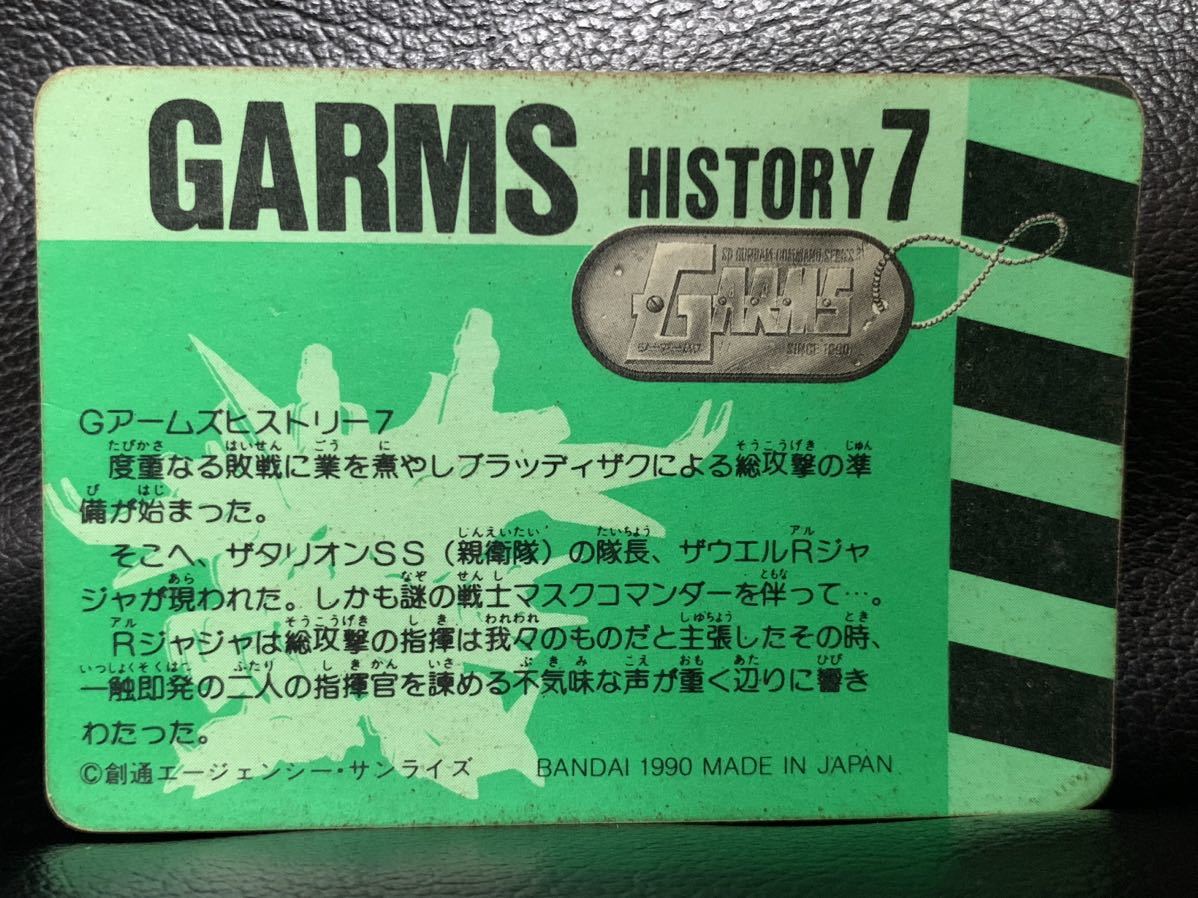 GARMS HISTORY 7
SD GUNDAM COMMAND SERIES
GARMS
SINCE 1990
Gアームズヒストリー7
度重なる敗戦に業を煮やしブラッディザクによる総攻撃の準
備が始まった。
そこへ、ザタリオンSS（親衛隊）の隊長、ザウエルRジャ
ジャが現われた。しかも謎の戦士マスクコマンダーを伴って…。
Rジャジャは総攻撃の指揮は我々のものだと主張したその時、
一触即発の二人の指揮官を諫める不気味な声が重く辺りに響き
わたった。
©創通エージェンシー・サンライズ BANDAI 1990 MADE IN JAPAN